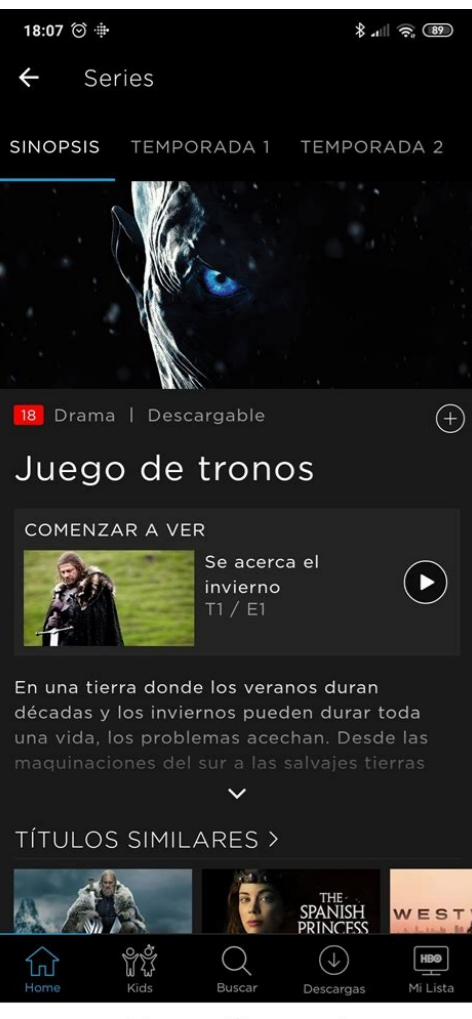 18:07 89
Series
SINOPSIS TEMPORADA 1 TEMPORADA 2
18 Drama | Descargable
Juego de tronos
COMENZAR A VER
Se acerca el
invierno
T1 / E1
En una tierra donde los veranos duran
décadas y los inviernos pueden durar toda
una vida, los problemas acechan. Desde las
maquinaciones del sur a las salvajes tierras
TÍTULOS SIMILARES >
THE
SPANISH
PRINCESS
WEST
Home Kids Buscar Descargas HBO Mi Lista